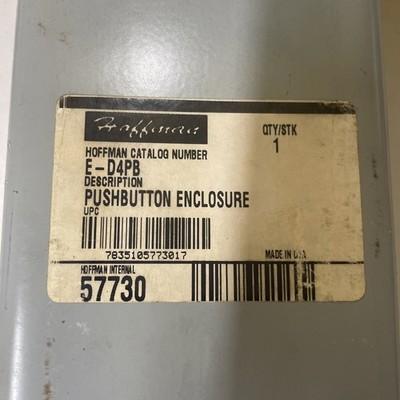 Hoffman
QTY/STK
HOFFMAN CATALOG NUMBER
1
E-D4PB
DESCRIPTION
PUSHBUTTON ENCLOSURE
UPC
7835105773017
MADE IN USA
HOFFMAN INTERNAL
57730